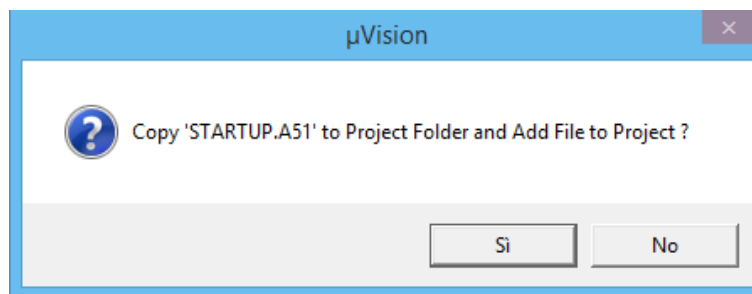 µVision
Copy 'STARTUP.A51' to Project Folder and Add File to Project ?
Sì
No